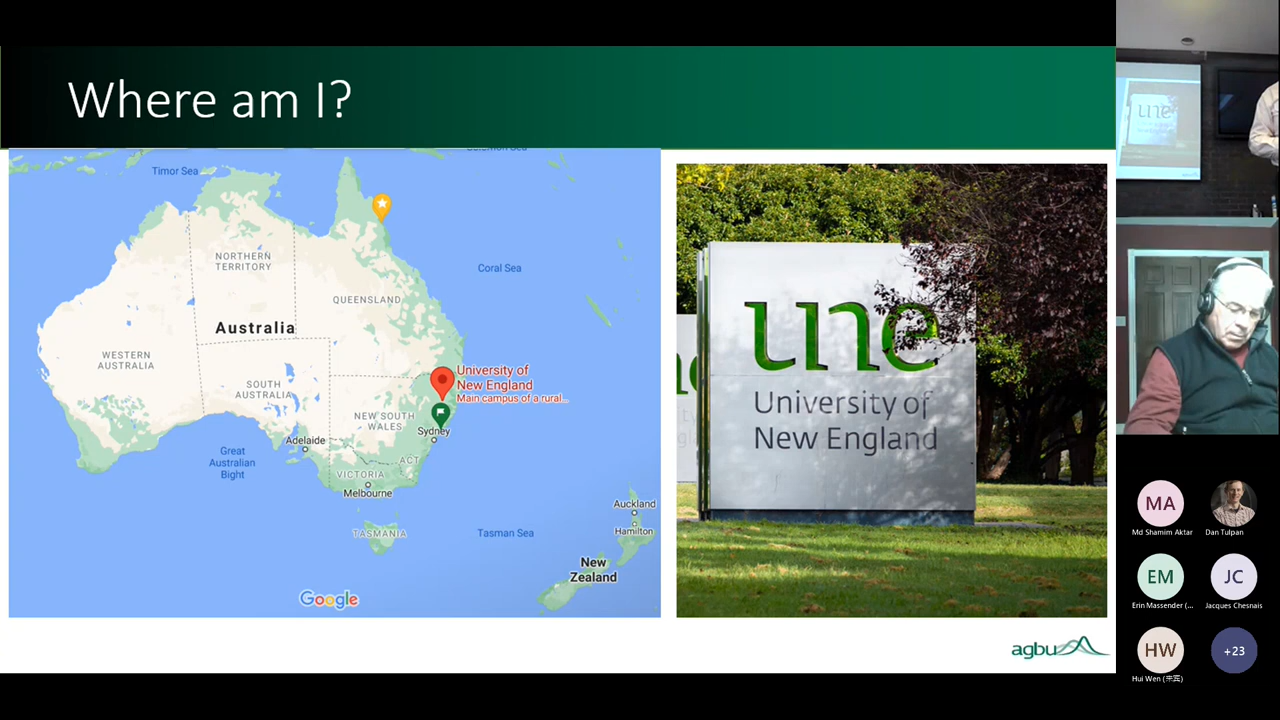 Where am I?
Timor Sea
NORTHERN
TERRITORY
Coral Sea
QUEENSLAND
Australia
WESTERN
AUSTRALIA
SOUTH
AUSTRALIA
University of
New England
Main campus of a rural...
NEW SOUTH
WALES
Sydney
Adelaide
ACT
Great
Australian
Bight
VICTORIA
Melbourne
TASMANIA
Tasman Sea
Auckland
Hamilton
New
Zealand
Google
une
University of
New England
agbu
une
MA
Md Shamim Aktar
Dan Tulpan
EM
Erin Massender (...
JC
Jacques Chesnais
HW
+23